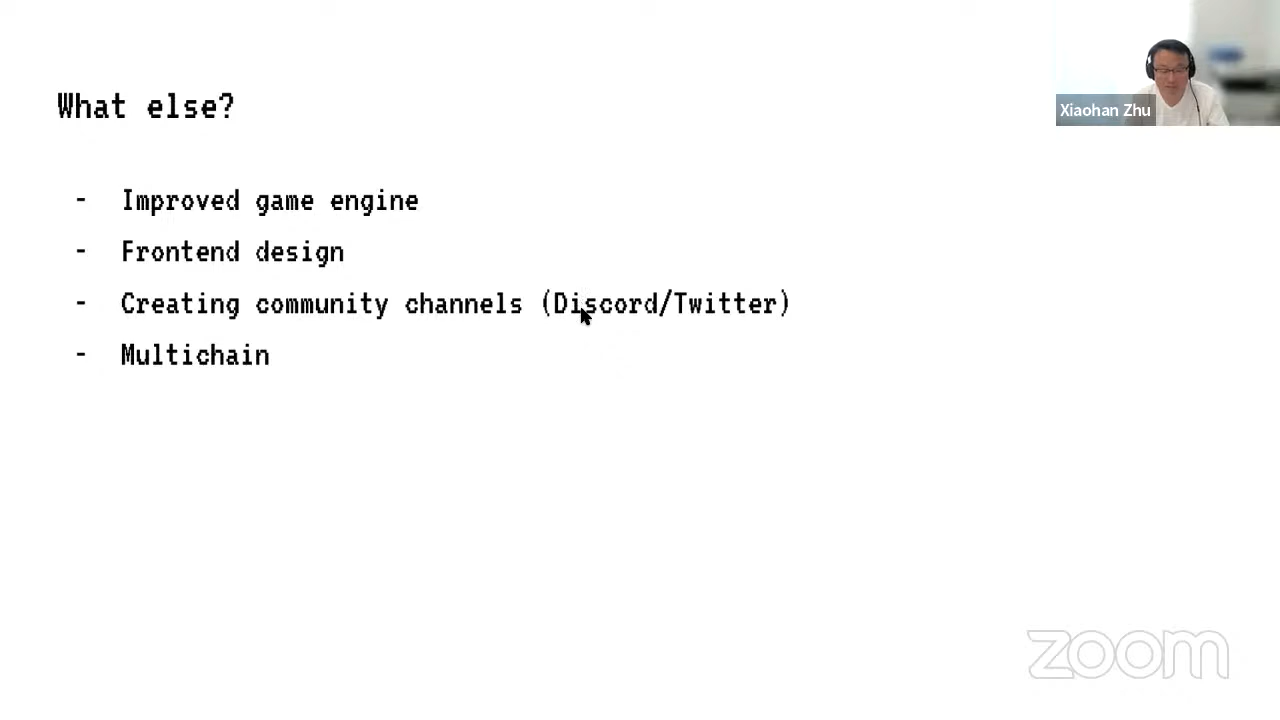 What else?
Xiaohan Zhu
- Improved game engine
- Frontend design
- Creating community channels (Discord/Twitter)
- Multichain
zoom